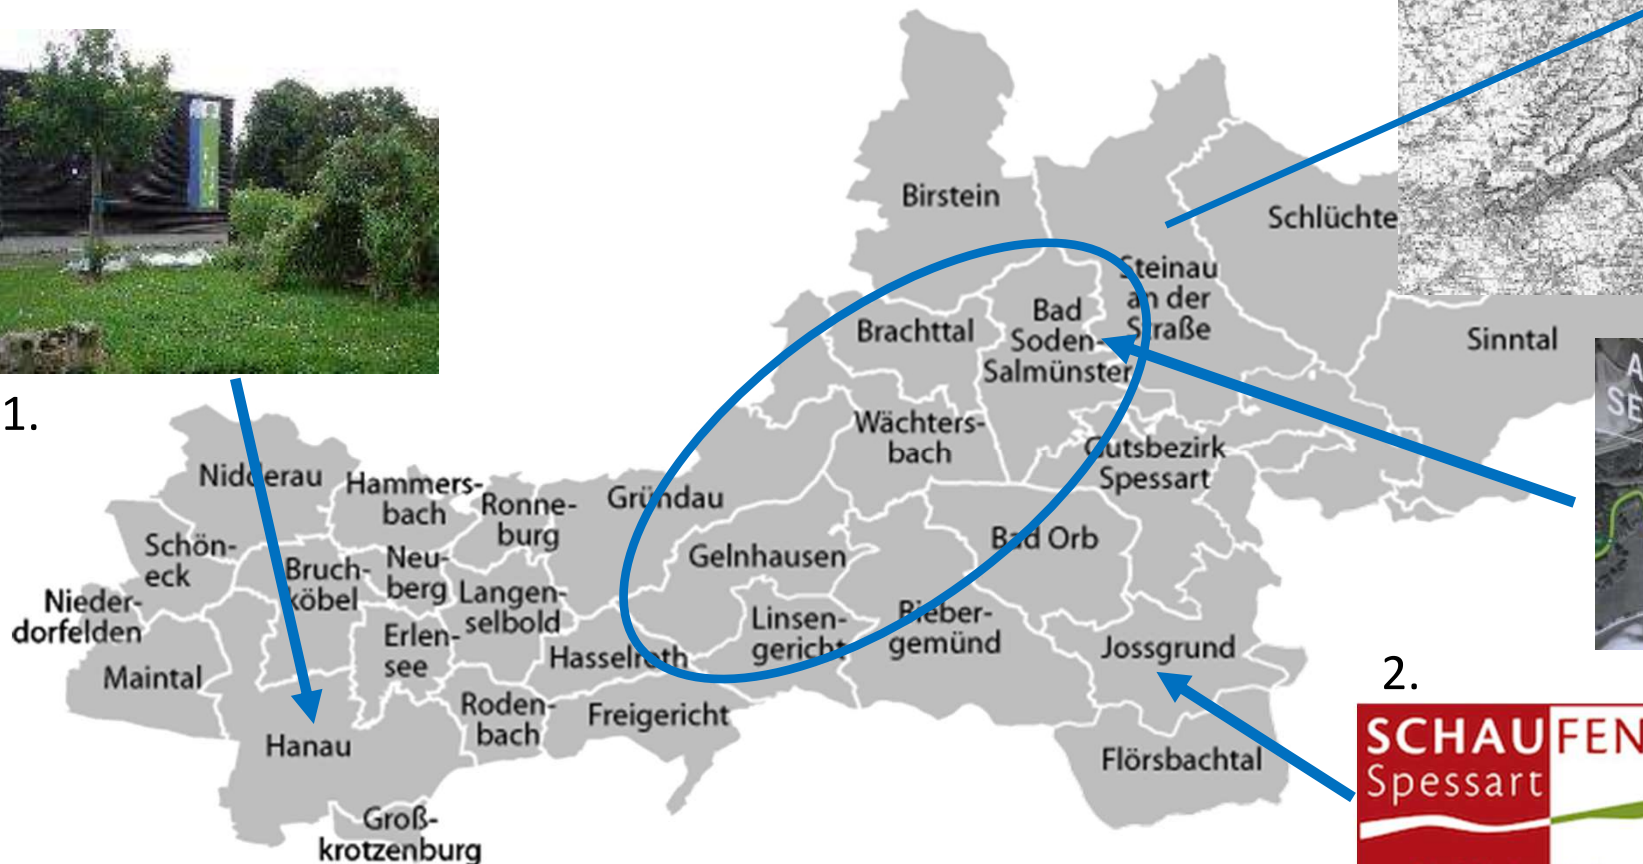 1.
Birstein
Schlüchte
Steinau
an der
Straße
Bad
Soden-
Salmünster
Brachttal
Sinntal
Wächters-
bach
Gutsbezirk
Spessart
Nidderau
Hammers-
bach
Ronne-
burg
Gründau
Schön-
eck
Bruch-
köbel
Neu-
berg
Langen-
selbold
Gelnhausen
Bad Orb
Nieder-
dorfelden
Erlen-
see
Linsen-
gericht
Bieber-
gemünd
Jossgrund
Maintal
Hasselroth
Roden-
bach
Freigericht
Hanau
Flörsbachtal
Groß-
krotzenburg
A
SE
2.
SCHAUFEN
Spessart